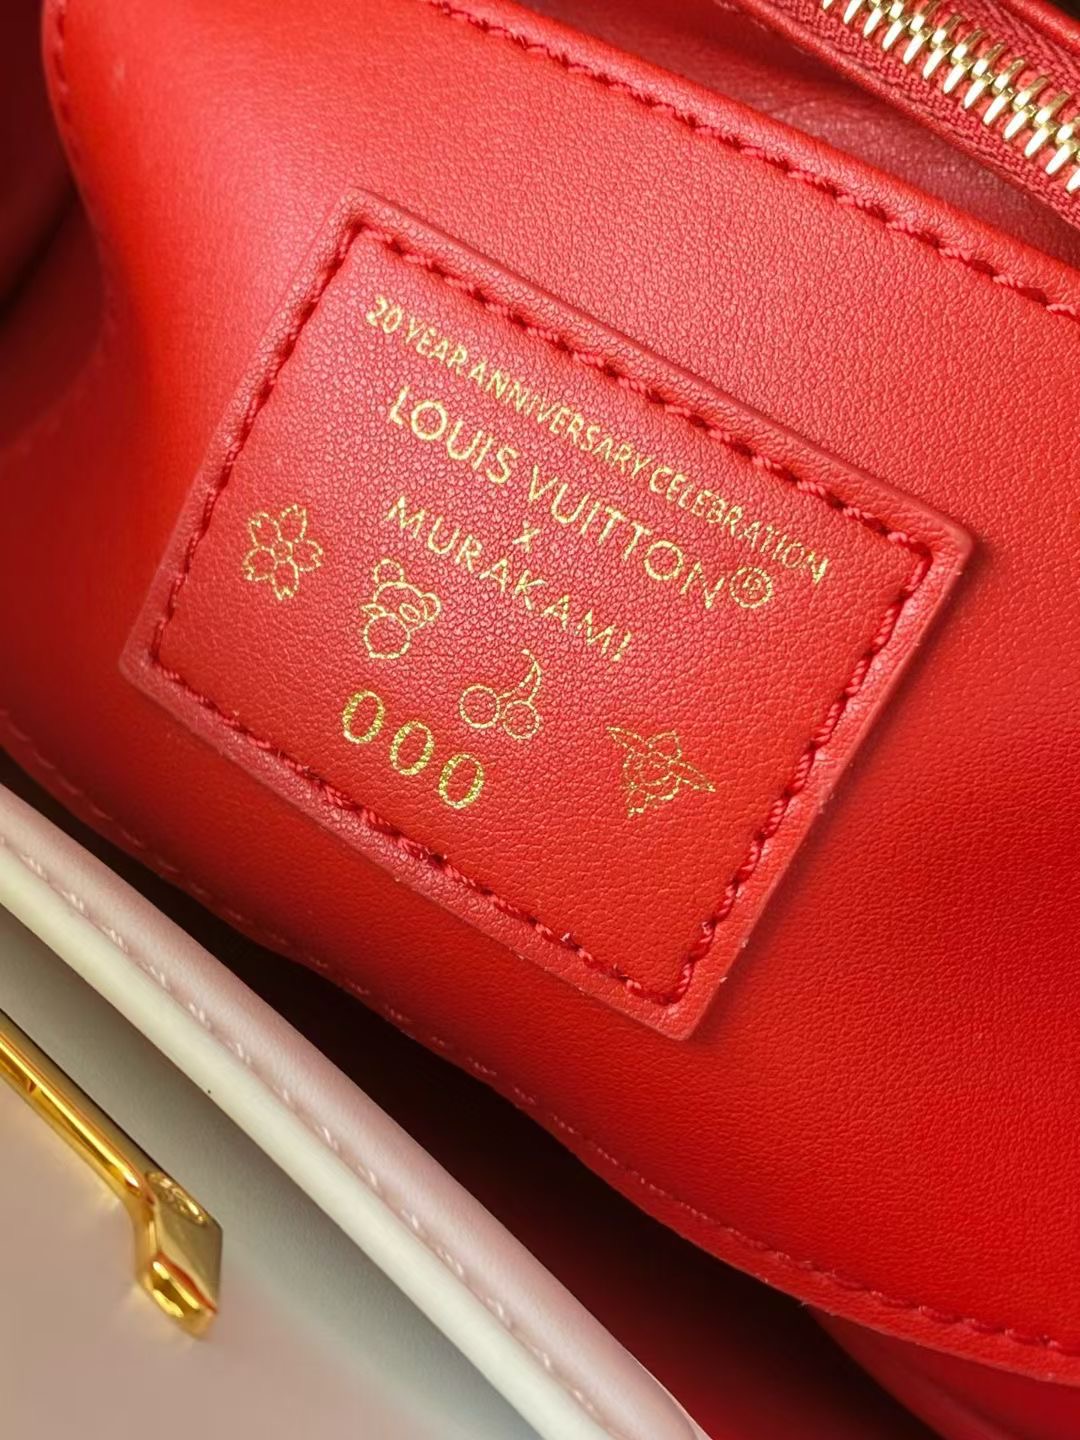 20 YEAR ANNIVERSARY CELEBRATION
LOUIS VUITTON®
X
MURAKAMI
000